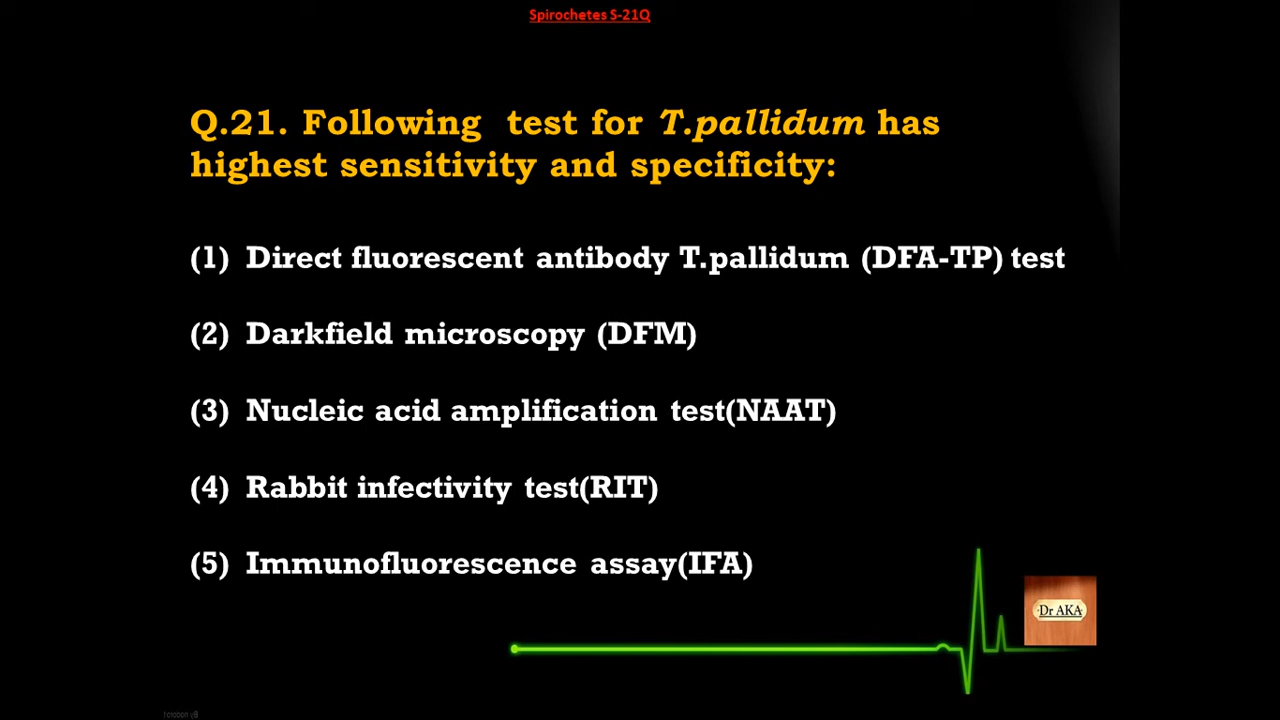 Spirochetes S-21Q
Q.21. Following test for T.pallidum has
highest sensitivity and specificity:
(1) Direct fluorescent antibody T.pallidum (DFA-TP) test
(2) Darkfield microscopy (DFM)
(3) Nucleic acid amplification test(NAAT)
(4) Rabbit infectivity test(RIT)
(5) Immunofluorescence assay(IFA)
Dr AKA